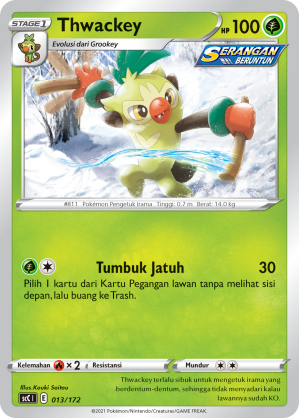 STAGE 1
Thwackey
HP 100
Evolusi dari Grookey
SERANGAN
BERUNTUN
#811 Pokémon Pengetuk Irama Tinggi: 0.7 m Berat: 14.0 kg
Tumbuk Jatuh 30
Pilih 1 kartu dari Kartu Pegangan lawan tanpa melihat sisi
depan,lalu buang ke Trash.
Kelemahan ×2 Resistansi Mundur
Illus.Kouki Saitou
sC1 I E 013/172
Thwackey terlalu sibuk untuk mengetuk irama yang
berdentum-dentum, sehingga tidak menyadari bahwa
lawannya sudah KO.
©2021 Pokémon/Nintendo/Creatures/GAME FREAK